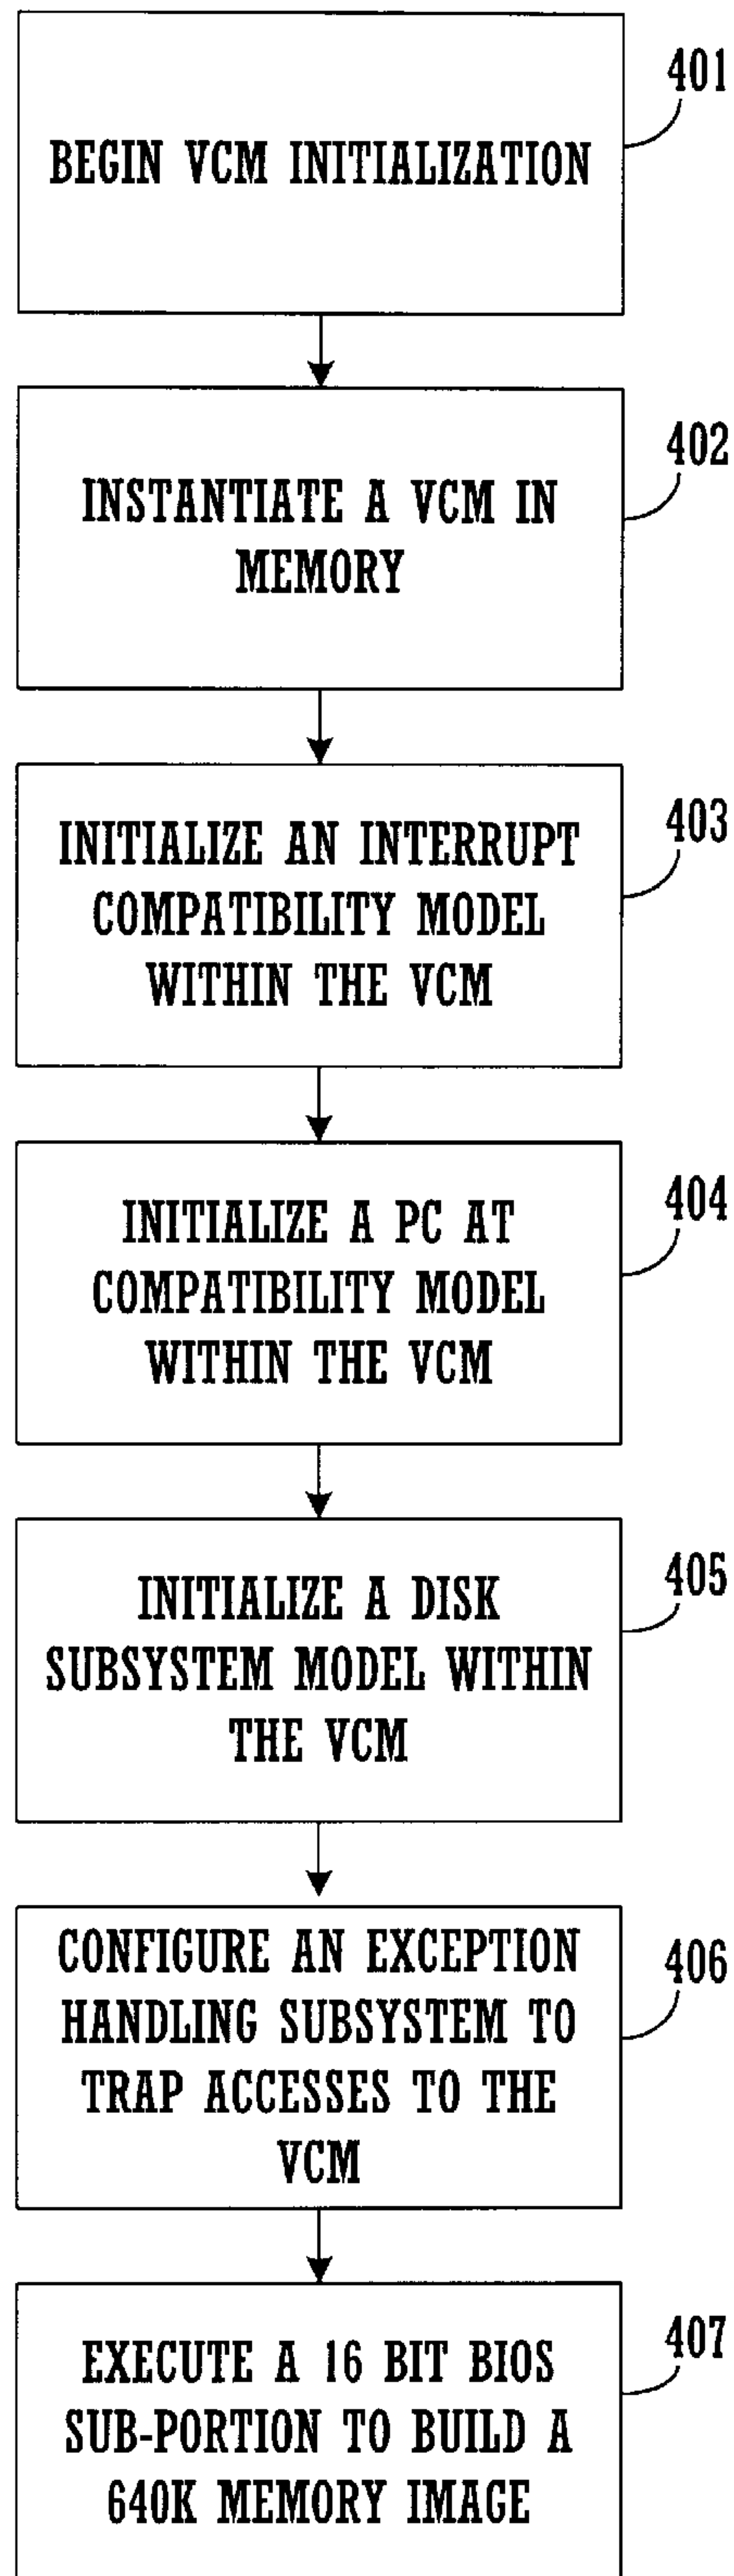 401
BEGIN VCM INITIALIZATION
402
INSTANTIATE A VCM IN
MEMORY
403
INITIALIZE AN INTERRUPT
COMPATIBILITY MODEL
WITHIN THE VCM
404
INITIALIZE A PC AT
COMPATIBILITY MODEL
WITHIN THE VCM
405
INITIALIZE A DISK
SUBSYSTEM MODEL WITHIN
THE VCM
406
CONFIGURE AN EXCEPTION
HANDLING SUBSYSTEM TO
TRAP ACCESSES TO THE
VCM
407
EXECUTE A 16 BIT BIOS
SUB-PORTION TO BUILD A
640K MEMORY IMAGE